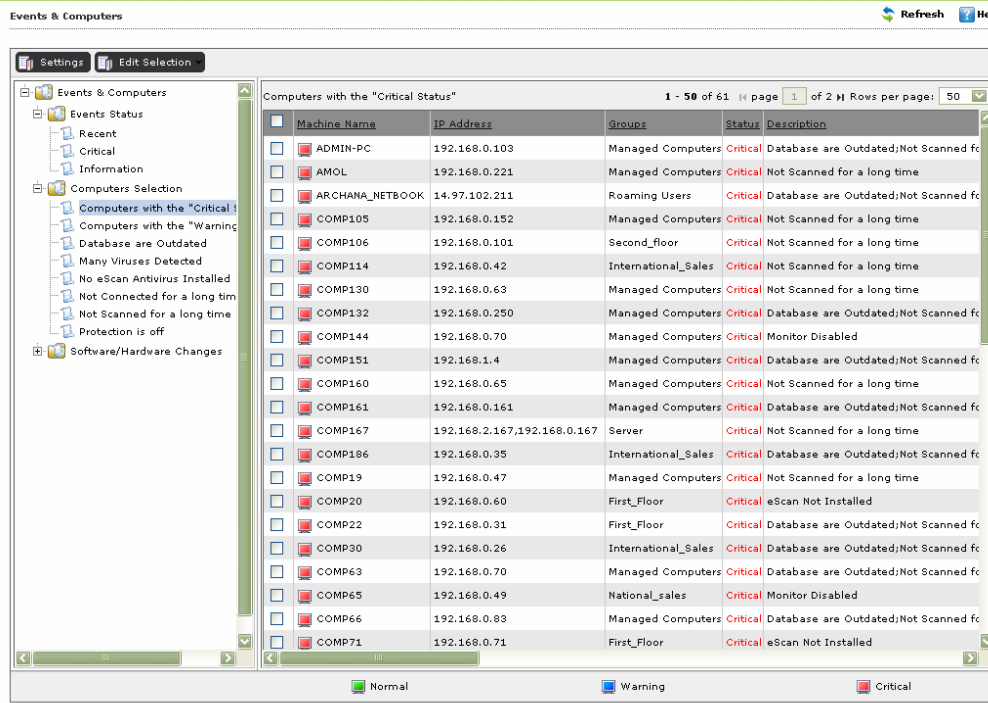 Events & Computers
Refresh
He
Settings
Edit Selection
Events & Computers
Events Status
Recent
Critical
Information
Computers Selection
Computers with the "Critical S
Computers with the "Warning
Database are Outdated
Many Viruses Detected
No eScan Antivirus Installed
Not Connected for a long tim
Not Scanned for a long time
Protection is off
Software/Hardware Changes
Computers with the "Critical Status" 1 - 50 of 61 page 1 of 2 Rows per page: 50
Machine Name IP Address Groups Status Description
ADMIN-PC 192.168.0.103 Managed Computers Critical Database are Outdated;Not Scanned fo
AMOL 192.168.0.221 Managed Computers Critical Not Scanned for a long time
ARCHANA_NETBOOK 14.97.102.211 Roaming Users Critical Database are Outdated;Not Scanned fo
COMP105 192.168.0.152 Managed Computers Critical Not Scanned for a long time
COMP106 192.168.0.101 Second_floor Critical Not Scanned for a long time
COMP114 192.168.0.42 International_Sales Critical Not Scanned for a long time
COMP130 192.168.0.63 Managed Computers Critical Not Scanned for a long time
COMP132 192.168.0.250 Managed Computers Critical Database are Outdated;Not Scanned fo
COMP144 192.168.0.70 Managed Computers Critical Monitor Disabled
COMP151 192.168.1.4 Managed Computers Critical Database are Outdated;Not Scanned fo
COMP160 192.168.0.65 Managed Computers Critical Not Scanned for a long time
COMP161 192.168.0.161 Managed Computers Critical Database are Outdated;Not Scanned fo
COMP167 192.168.2.167,192.168.0.167 Server Critical Not Scanned for a long time
COMP186 192.168.0.35 International_Sales Critical Database are Outdated;Not Scanned fo
COMP19 192.168.0.47 Managed Computers Critical Not Scanned for a long time
COMP20 192.168.0.60 First_Floor Critical eScan Not Installed
COMP22 192.168.0.31 First_Floor Critical Database are Outdated;Not Scanned fo
COMP30 192.168.0.26 International_Sales Critical Database are Outdated;Not Scanned fo
COMP63 192.168.0.70 Managed Computers Critical Database are Outdated;Not Scanned fo
COMP65 192.168.0.49 National_sales Critical Monitor Disabled
COMP66 192.168.0.83 Managed Computers Critical Database are Outdated;Not Scanned fo
COMP71 192.168.0.71 First_Floor Critical eScan Not Installed
Normal Warning Critical